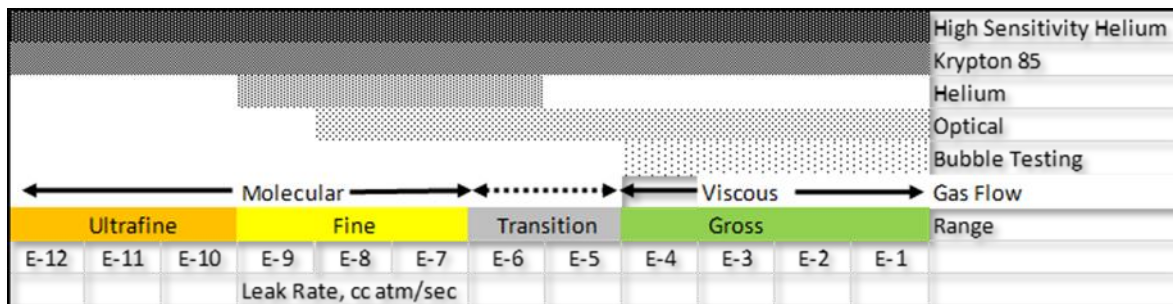 High Sensitivity Helium
Krypton 85
Helium
Optical
Bubble Testing
Molecular Viscous Gas Flow
Ultrafine Fine Transition Gross Range
E-12 E-11 E-10 E-9 E-8 E-7 E-6 E-5 E-4 E-3 E-2 E-1
Leak Rate, cc atm/sec